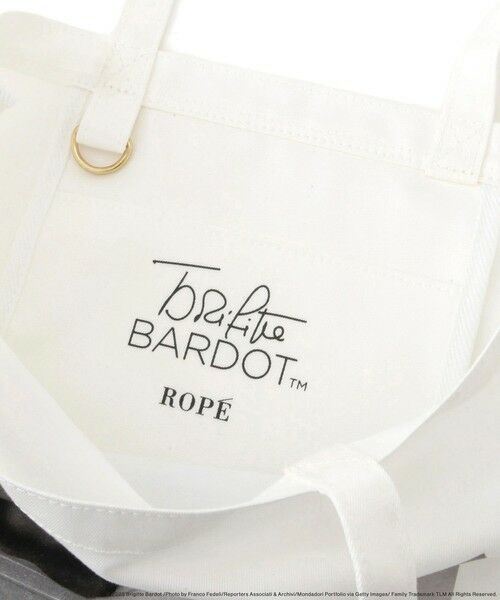 Brigitte
BARDOT™
ROPÉ
Brigitte Bardot /Photo by Franco Fedeli/Reporters Associati & Archivi/Mondadori Portfolio via Getty Images/ Family Trademark TLM All Rights Reserved.